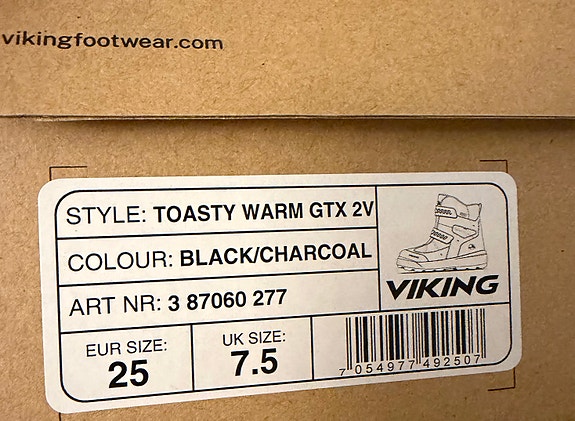 vikingfootwear.com
STYLE: TOASTY WARM GTX 2V
COLOUR: BLACK/CHARCOAL
ART NR: 3 87060 277
VIKING
EUR SIZE:
25
UK SIZE:
7.5
7 054977 492507